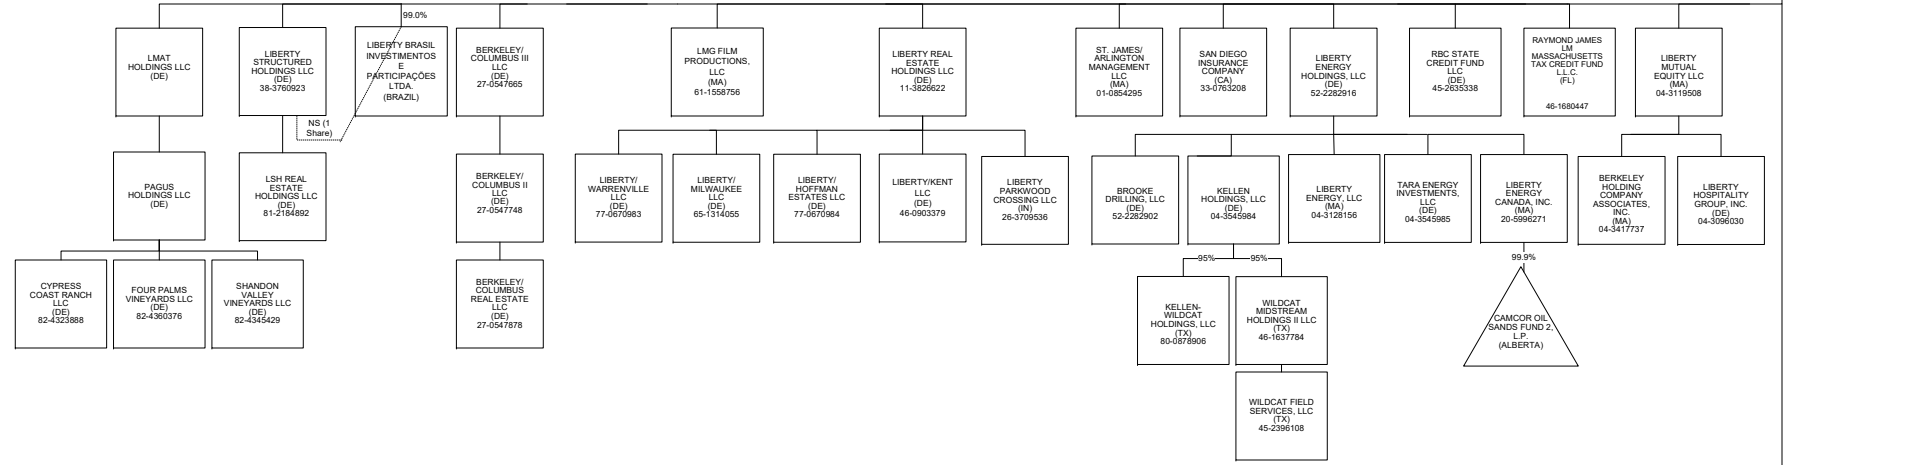 99.0%
LMAT
HOLDINGS LLC
(DE)
LIBERTY
STRUCTURED
HOLDINGS LLC
(DE)
38-3760923
LIBERTY BRASIL
INVESTIMENTOS
E
PARTICIPAÇÕES
LTDA.
(BRAZIL)
BERKELEY/
COLUMBUS III
LLC
(DE)
27-0547665
LMG FILM
PRODUCTIONS,
LLC
(MA)
61-1558756
LIBERTY REAL
ESTATE
HOLDINGS LLC
(DE)
11-3826622
ST. JAMES/
ARLINGTON
MANAGEMENT
LLC
(MA)
01-0854295
SAN DIEGO
INSURANCE
COMPANY
(CA)
33-0763208
LIBERTY
ENERGY
HOLDINGS, LLC
(DE)
52-2282916
RBC STATE
CREDIT FUND
LLC
(DE)
45-2635338
RAYMOND JAMES
LM
MASSACHUSETTS
TAX CREDIT FUND
L.L.C.
(FL)
46-1680447
LIBERTY
MUTUAL
EQUITY LLC
(MA)
04-3119508
NS (1
Share)
PAGUS
HOLDINGS LLC
(DE)
LSH REAL
ESTATE
HOLDINGS LLC
(DE)
81-2184892
BERKELEY/
COLUMBUS II
LLC
(DE)
27-0547748
LIBERTY/
WARRENVILLE
LLC
(DE)
77-0670983
LIBERTY/
MILWAUKEE
LLC
(DE)
65-1314055
LIBERTY/
HOFFMAN
ESTATES LLC
(DE)
77-0670984
LIBERTY/KENT
LLC
(DE)
46-0903379
LIBERTY
PARKWOOD
CROSSING LLC
(IN)
26-3709536
BROOKE
DRILLING, LLC
(DE)
52-2282902
KELLEN
HOLDINGS, LLC
(DE)
04-3545984
LIBERTY
ENERGY, LLC
(MA)
04-3128156
TARA ENERGY
INVESTMENTS,
LLC
(DE)
04-3545985
LIBERTY
ENERGY
CANADA, INC.
(MA)
20-5996271
BERKELEY
HOLDING
COMPANY
ASSOCIATES,
INC.
(MA)
04-3417737
LIBERTY
HOSPITALITY
GROUP, INC.
(DE)
04-3096030
95%
95%
99.9%
CYPRESS
COAST RANCH
LLC
(DE)
82-4323888
FOUR PALMS
VINEYARDS LLC
(DE)
82-4360376
SHANDON
VALLEY
VINEYARDS LLC
(DE)
82-4345429
BERKELEY/
COLUMBUS
REAL ESTATE
LLC
(DE)
27-0547878
KELLEN-
WILDCAT
HOLDINGS, LLC
(TX)
80-0878906
WILDCAT
MIDSTREAM
HOLDINGS II LLC
(TX)
46-1637784
CAMCOR OIL
SANDS FUND 2,
L.P.
(ALBERTA)
WILDCAT FIELD
SERVICES, LLC
(TX)
45-2396108